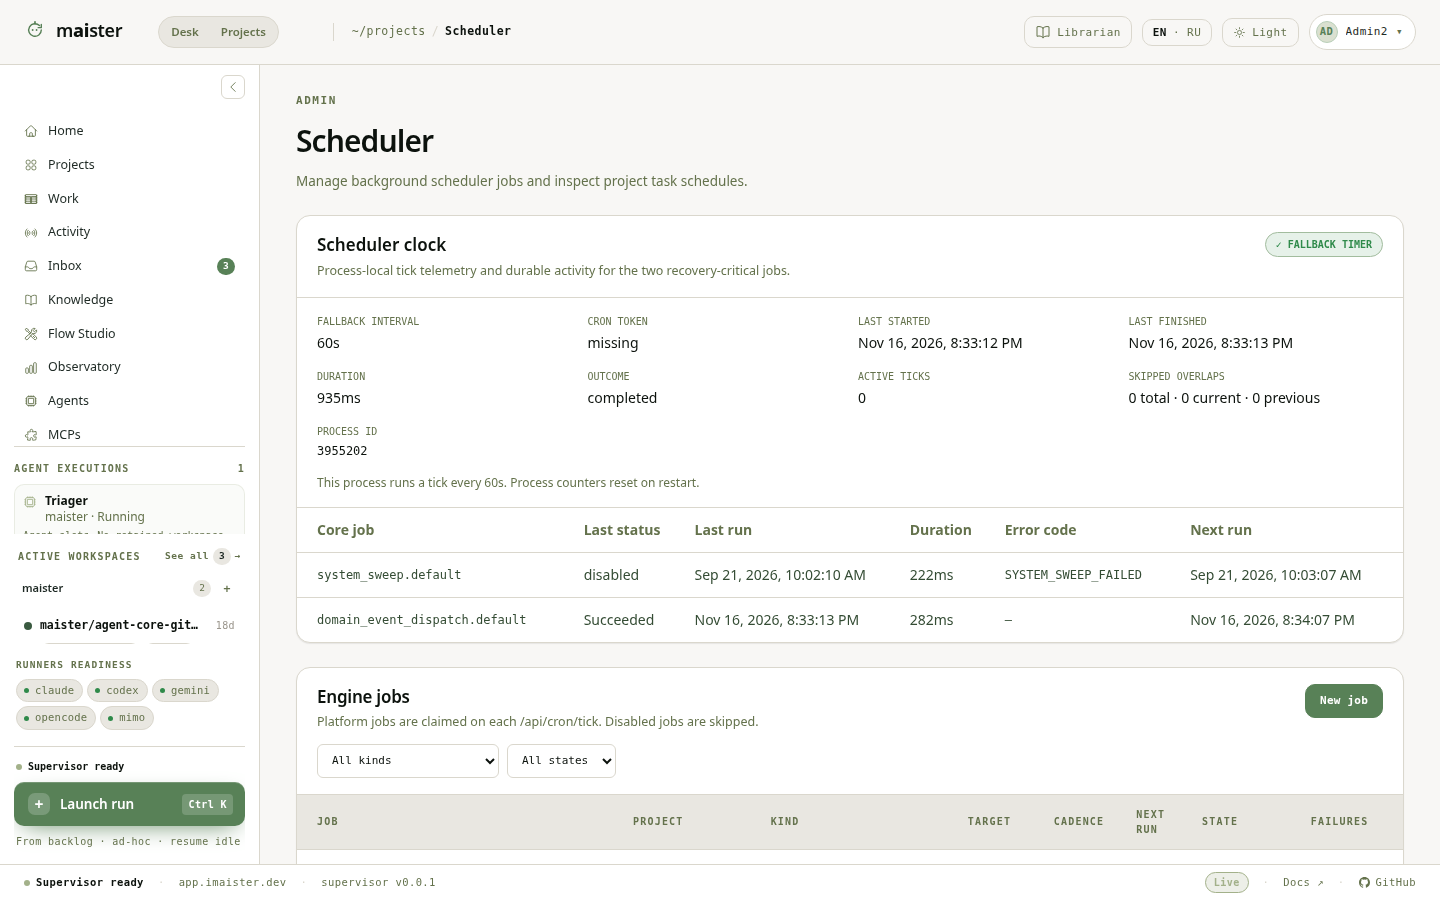 maister
Desk Projects
~/projects / Scheduler
Librarian
EN · RU
Light
AD Admin2 ▾
Home
Projects
Work
Activity
Inbox 3
Knowledge
Flow Studio
Observatory
Agents
MCPs
AGENT EXECUTIONS 1
Triager
maister · Running
ACTIVE WORKSPACES See all 3 →
maister 2 +
maister/agent-core-git… 18d
RUNNERS READINESS
claude codex gemini
opencode mimo
Supervisor ready
+ Launch run Ctrl K
From backlog · ad-hoc · resume idle
ADMIN
Scheduler
Manage background scheduler jobs and inspect project task schedules.
Scheduler clock
✓ FALLBACK TIMER
Process-local tick telemetry and durable activity for the two recovery-critical jobs.
FALLBACK INTERVAL CRON TOKEN LAST STARTED LAST FINISHED
60s missing Nov 16, 2026, 8:33:12 PM Nov 16, 2026, 8:33:13 PM
DURATION OUTCOME ACTIVE TICKS SKIPPED OVERLAPS
935ms completed 0 0 total · 0 current · 0 previous
PROCESS ID
3955202
This process runs a tick every 60s. Process counters reset on restart.
Core job Last status Last run Duration Error code Next run
system_sweep.default disabled Sep 21, 2026, 10:02:10 AM 222ms SYSTEM_SWEEP_FAILED Sep 21, 2026, 10:03:07 AM
domain_event_dispatch.default Succeeded Nov 16, 2026, 8:33:13 PM 282ms — Nov 16, 2026, 8:34:07 PM
Engine jobs
New job
Platform jobs are claimed on each /api/cron/tick. Disabled jobs are skipped.
All kinds All states
JOB PROJECT KIND TARGET CADENCE NEXT RUN STATE FAILURES
Supervisor ready · app.imaister.dev · supervisor v0.0.1
Live · Docs ↗ · GitHub